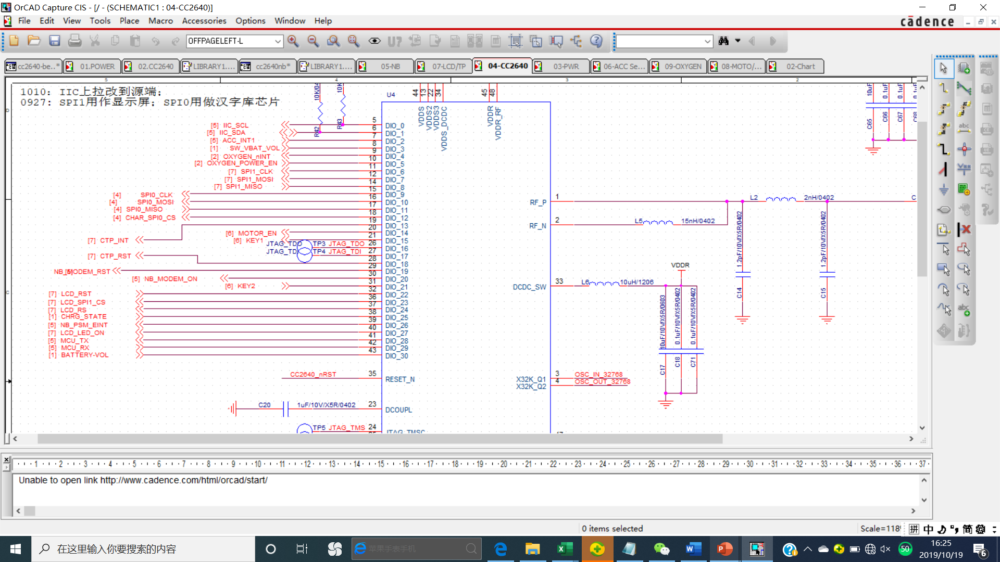 OrCAD Capture CIS - [/ - (SCHEMATIC1 : 04-CC2640)]
File Edit View Tools Place Macro Accessories Options Window Help
cādence
OFFPAGELEFT-L
U?
cc2640-be..* 01.POWER 02.CC2640 LIBRARY1.... cc2640nb* LIBRARY1.... 05-NB 07-LCD/TP 04-CC2640 03-PWR 06-ACC Se... 09-OXYGEN 08-MOTO/... 02-Chart
5 4 3 2
1010: IIC上拉改到源端;
0927: SPI1用作显示屏; SPI0用做汉字库芯片
D
C
10K/04
10K
R42
R43
U4
44 13 22 34 45 48
VDDS VDDS2 VDDS3 VDDS_DCDC VDDR VDDR_RF
[5] IIC_SCL 5 DIO_0
[5] IIC_SDA 6 DIO_1
[5] ACC_INT1 7 DIO_2
[1] SW_VBAT_VOL 8 DIO_3
[2] OXYGEN_nINT 9 DIO_4
[2] OXYGEN_POWER_EN 10 DIO_5
[7] SPI1_CLK 11 DIO_6
[7] SPI1_MOSI 12 DIO_7
[7] SPI1_MISO 14 DIO_8
[4] SPI0_CLK 15 DIO_9
[4] SPI0_MOSI 16 DIO_10
[4] SPI0_MISO 17 DIO_11
[4] CHAR_SPI0_CS 18 DIO_12
[7] CTP_INT 19 DIO_13
[6] MOTOR_EN 20 DIO_14
[6] KEY1 21 DIO_15
JTAG_TDO TP3 JTAG_TDO 26 DIO_16
JTAG_TDI TP4 JTAG_TDI 27 DIO_17
[7] CTP_RST 28 DIO_18
NB_MODEM_RST [5] 29 DIO_19
[5] NB_MODEM_ON 30 DIO_20
[6] KEY2 31 DIO_21
[7] LCD_RST 32 DIO_22
[7] LCD_SPI1_CS 36 DIO_23
[7] LCD_RS 37 DIO_24
[1] CHRG_STATE 38 DIO_25
[5] NB_PSM_EINT 39 DIO_26
[7] LCD_LED_ON 40 DIO_27
[5] MCU_TX 41 DIO_28
[5] MCU_RX 42 DIO_29
[1] BATTERY-VOL 43 DIO_30
CC2640_nRST 35 RESET_N
C20 1uF/10V/X5R/0402 23 DCOUPL
TP5 JTAG_TMS 24 JTAG_TMSC
RF_P 1
L2 2nH/0402 C
RF_N 2
L5 15nH/0402
1.2pF/10V/X5R/0402 C14
1.2pF/10V/X5R/0402 C15
VDDR
DCDC_SW 33 L6 10uH/1206
10uF/10V/X5R/0603 C17
0.1uF/10V/X5R/0402 C18
0.1uF/10V/X5R/0402 C71
X32K_Q1 3 OSC_IN_32768
X32K_Q2 4 OSC_OUT_32768
10uF 0.1uF 0.1uF
C65 C66 C67 C68
abc
abc
1 2 3 4 5 6 7 8 9 10 11 12 13 14 15 16 17 18 19 20 21 22 23 24 25 26 27 28 29 30 31 32 33 34 35 36 37
Unable to open link http://www.cadence.com/html/orcad/start/
0 items selected
Scale=118%
拼 中 简
在这里输入你要搜索的内容
苹果手表手机
50
16:25
2019/10/19
6